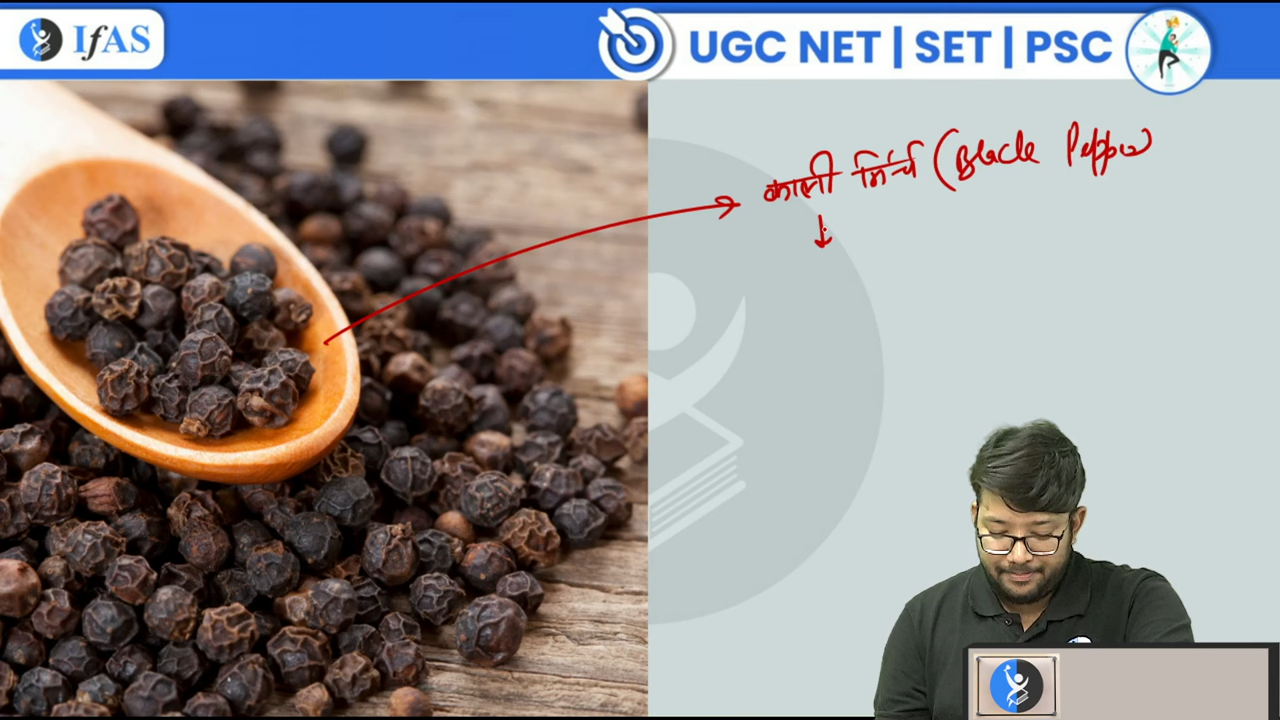 IfAS
UGC NET | SET | PSC
काली मिर्च (Black Pepper